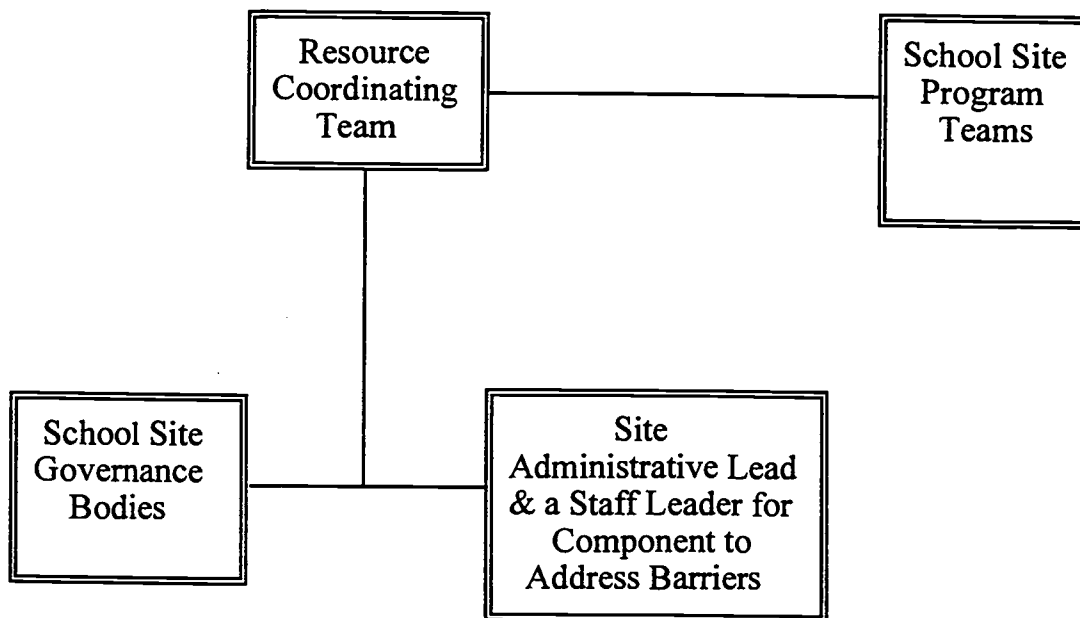 Resource
Coordinating
Team
School Site
Program
Teams
School Site
Governance
Bodies
Site
Administrative Lead
& a Staff Leader for
Component to
Address Barriers